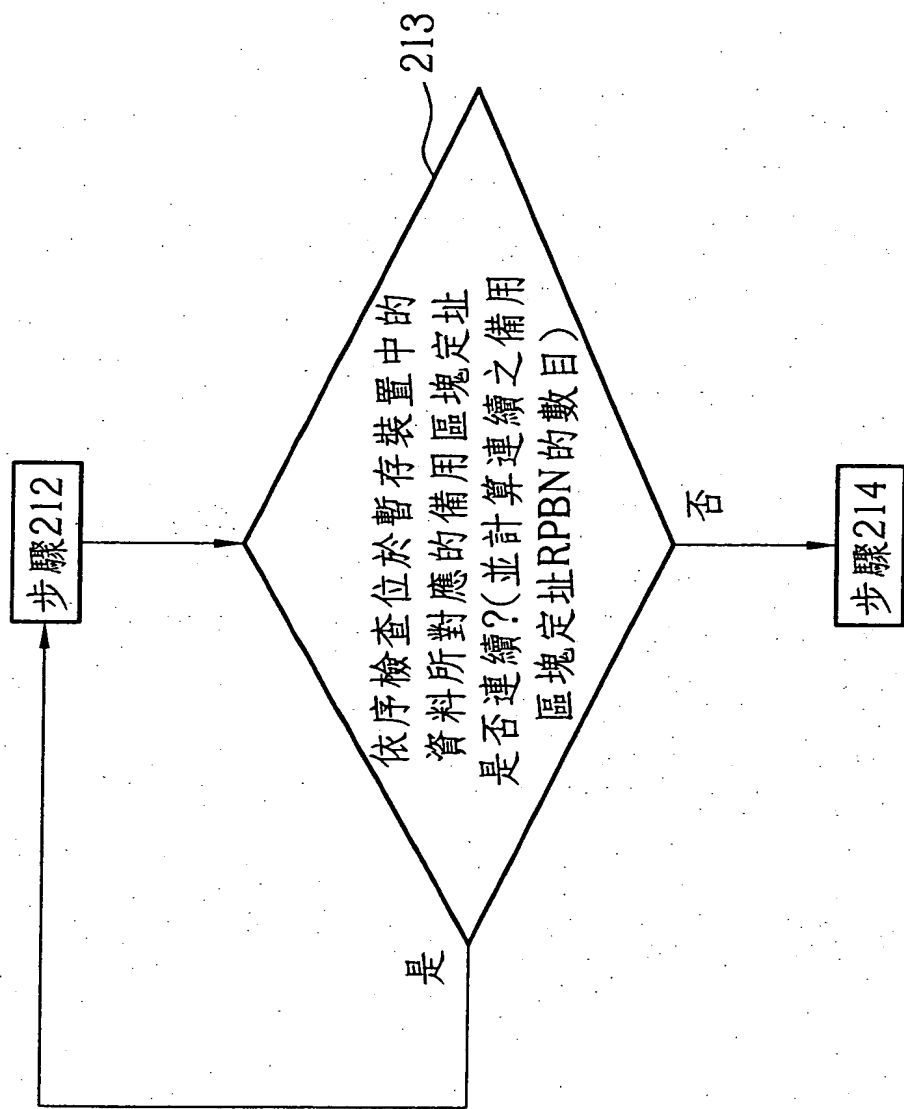 步驟212
213
依序檢查位於暫存裝置中的
資料所對應的備用區塊定址
是否連續?(並計算連續之備用
區塊定址RPBN的數目)
是
否
步驟214